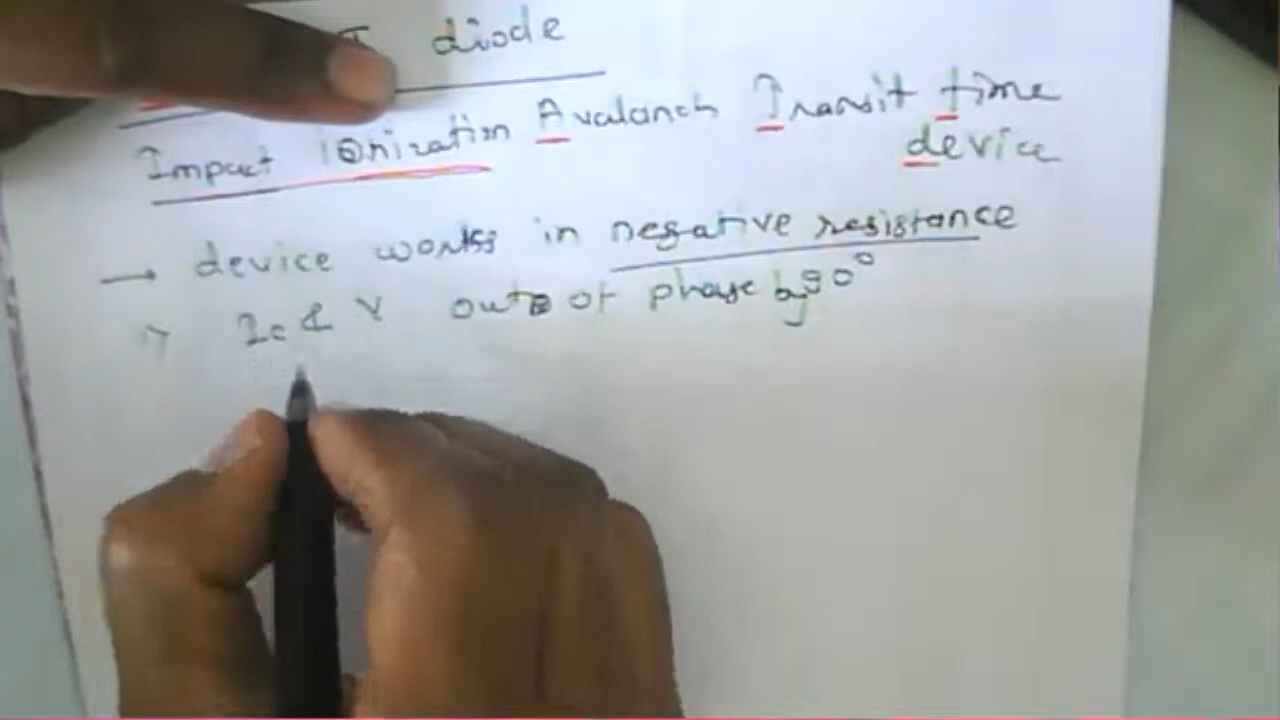 diode
Impact Ionization Avalanch Transit time
device
→ device works in negative resistance
Ic & V out of phase by 90°